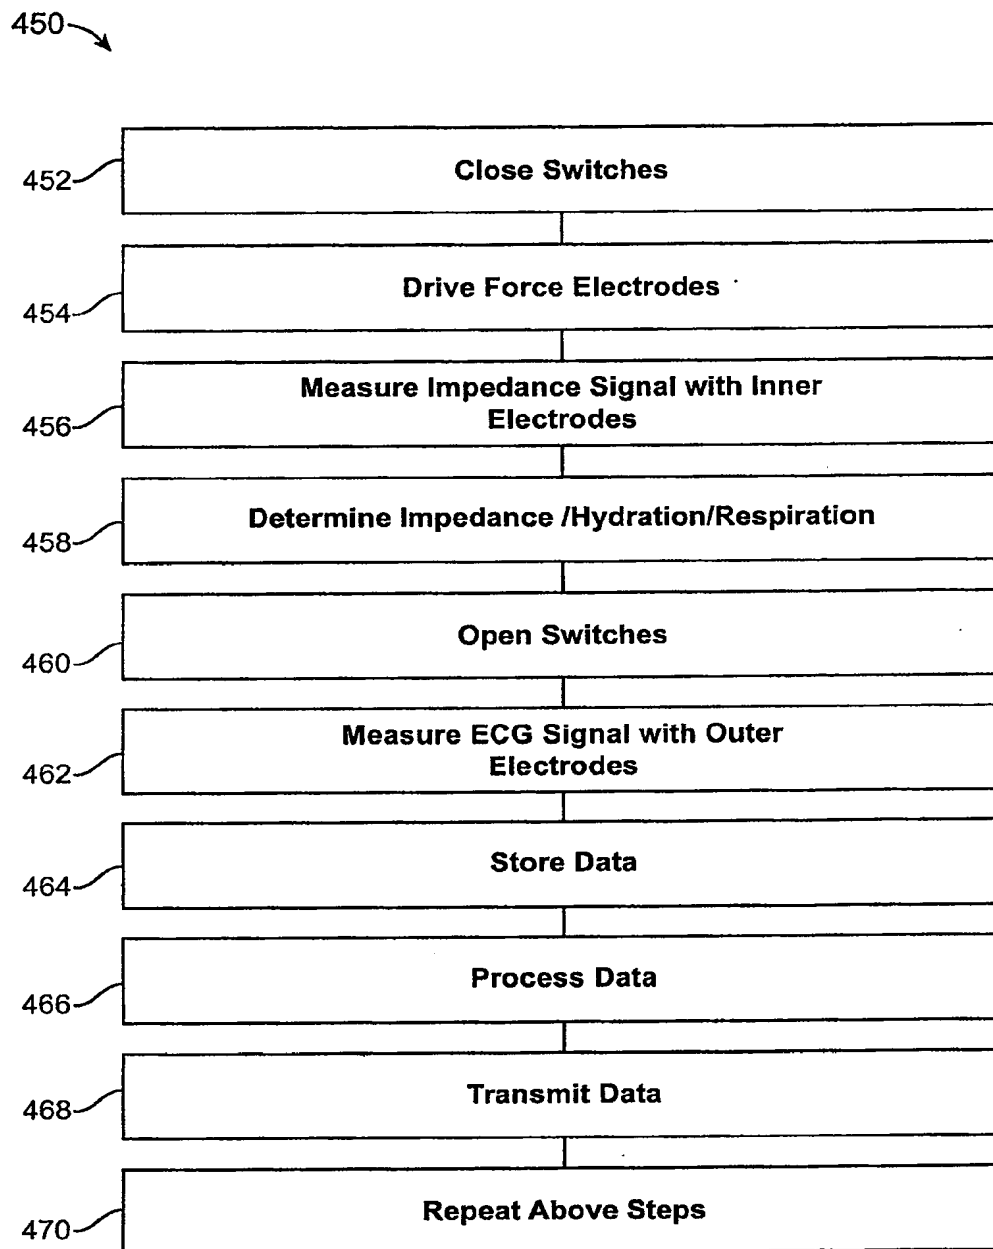 450
452
Close Switches
454
Drive Force Electrodes
456
Measure Impedance Signal with Inner
Electrodes
458
Determine Impedance /Hydration/Respiration
460
Open Switches
462
Measure ECG Signal with Outer
Electrodes
464
Store Data
466
Process Data
468
Transmit Data
470
Repeat Above Steps